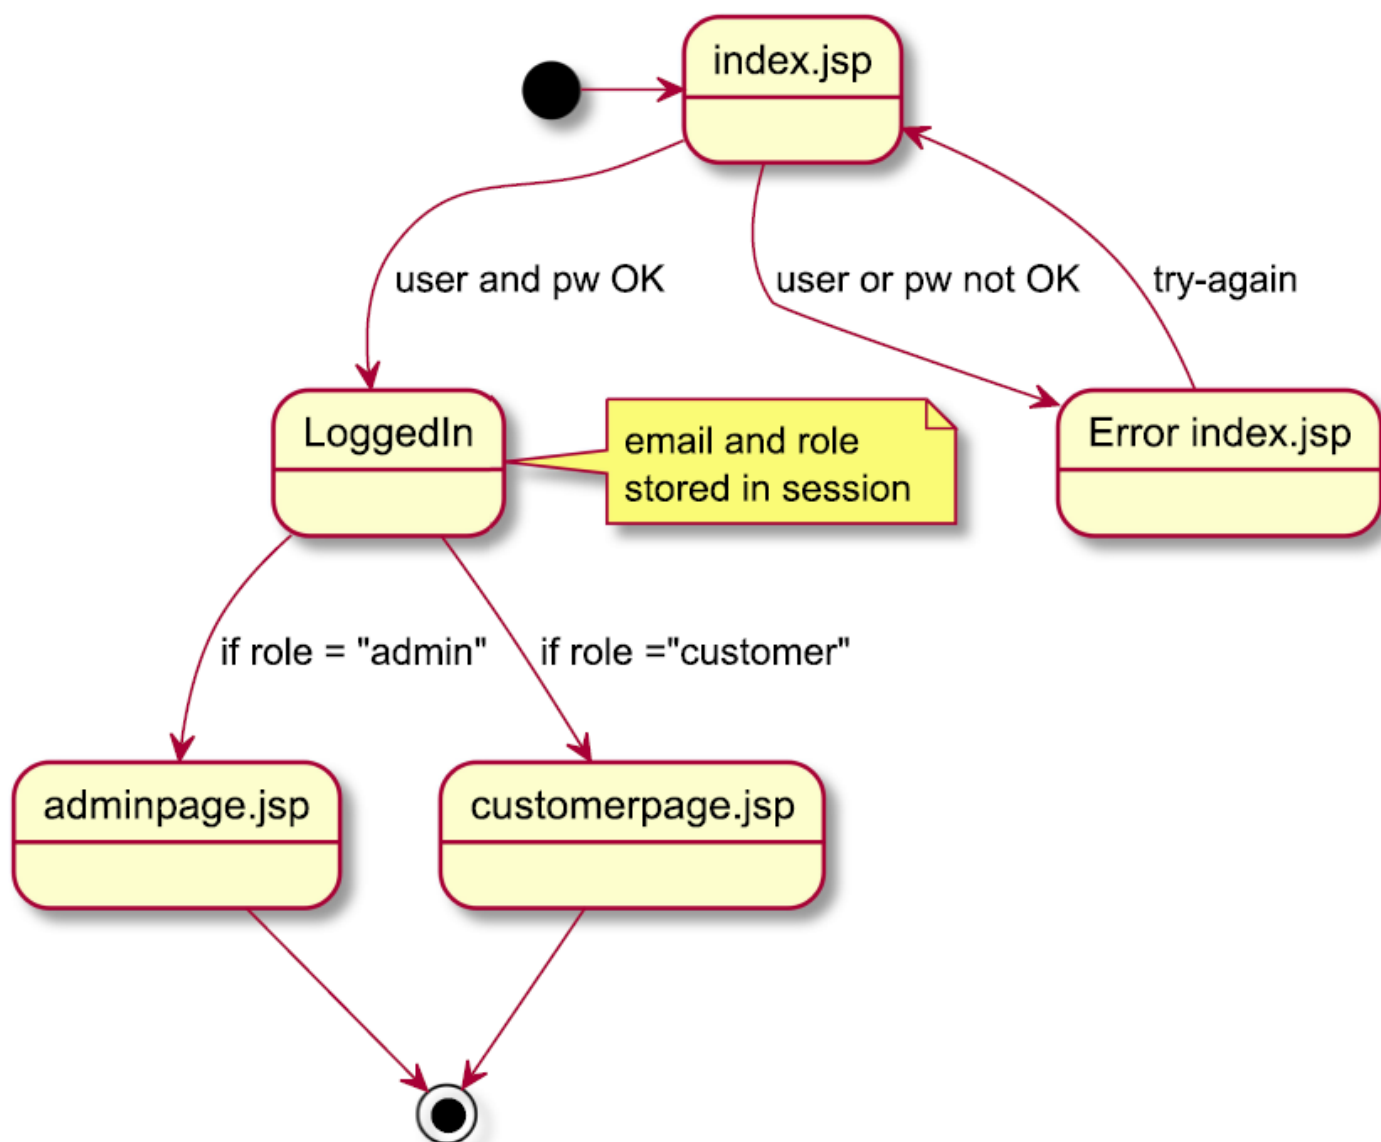 index.jsp
user and pw OK
user or pw not OK
try-again
LoggedIn
email and role
stored in session
Error index.jsp
if role = "admin"
if role ="customer"
adminpage.jsp
customerpage.jsp